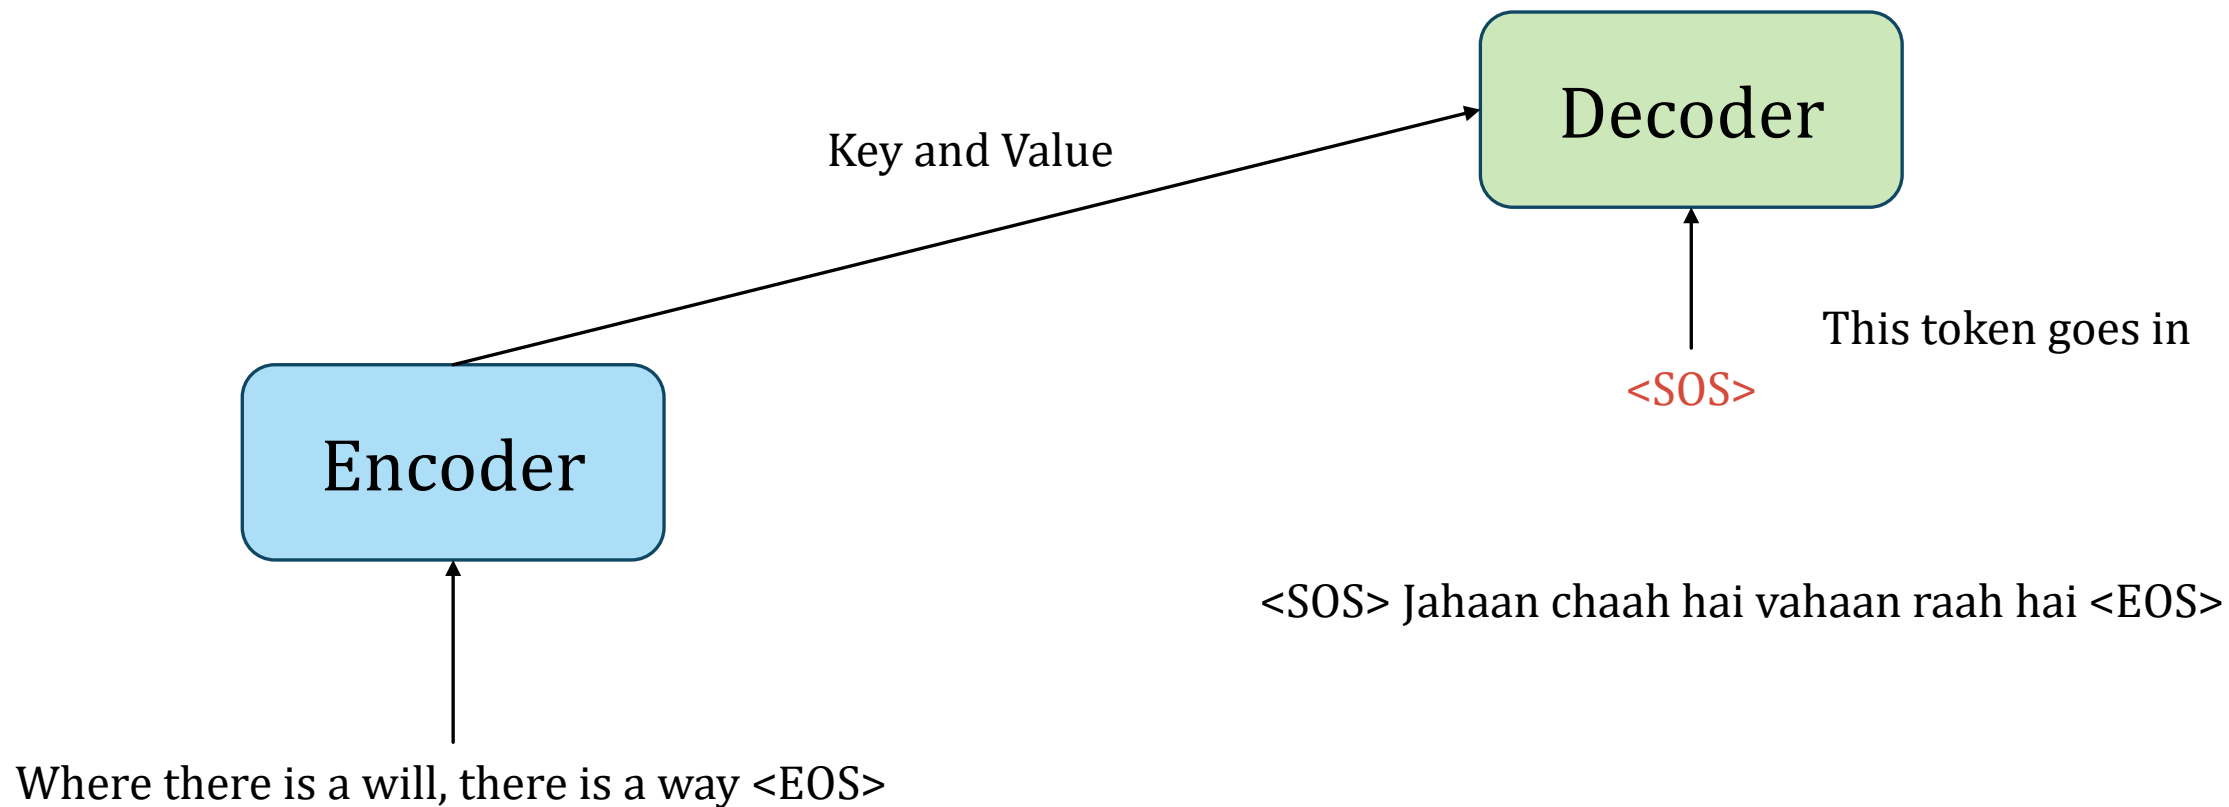 Decoder
Key and Value
This token goes in
<SOS>
Encoder
<SOS> Jahaan chaah hai vahaan raah hai <EOS>
Where there is a will, there is a way <EOS>